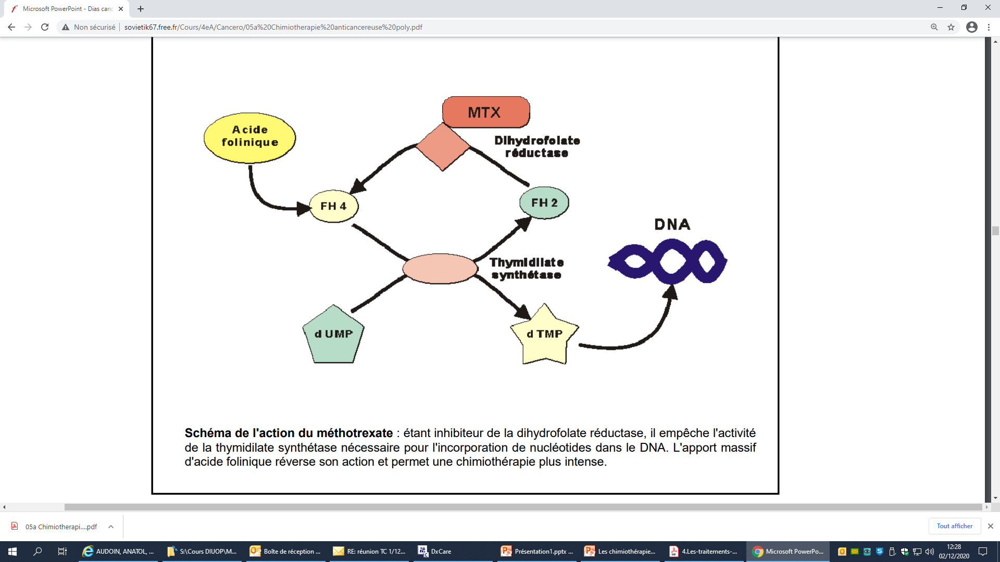 Microsoft PowerPoint - Dias canc
Non sécurisé
sovietik67.free.fr/Cours/4eA/Cancero/05a%20Chimiotherapie%20anticancereuse%20poly.pdf
MTX
Acide
folinique
Dihydrofolate
réductase
FH 4
FH 2
DNA
Thymidilate
synthétase
d UMP
d TMP
Schéma de l'action du méthotrexate : étant inhibiteur de la dihydrofolate réductase, il empêche l'activité
de la thymidilate synthétase nécessaire pour l'incorporation de nucléotides dans le DNA. L'apport massif
d'acide folinique réverse son action et permet une chimiothérapie plus intense.
05a Chimiotherapi....pdf
Tout afficher
AUDOIN, ANATOL, ...
S:\Cours DIUOP\M...
Boîte de réception ...
RE: réunion TC 1/12...
DxCare
Présentation1.pptx ...
Les chimiothérapie...
4.Les-traitements-...
Microsoft PowerPo...
12:28
02/12/2020